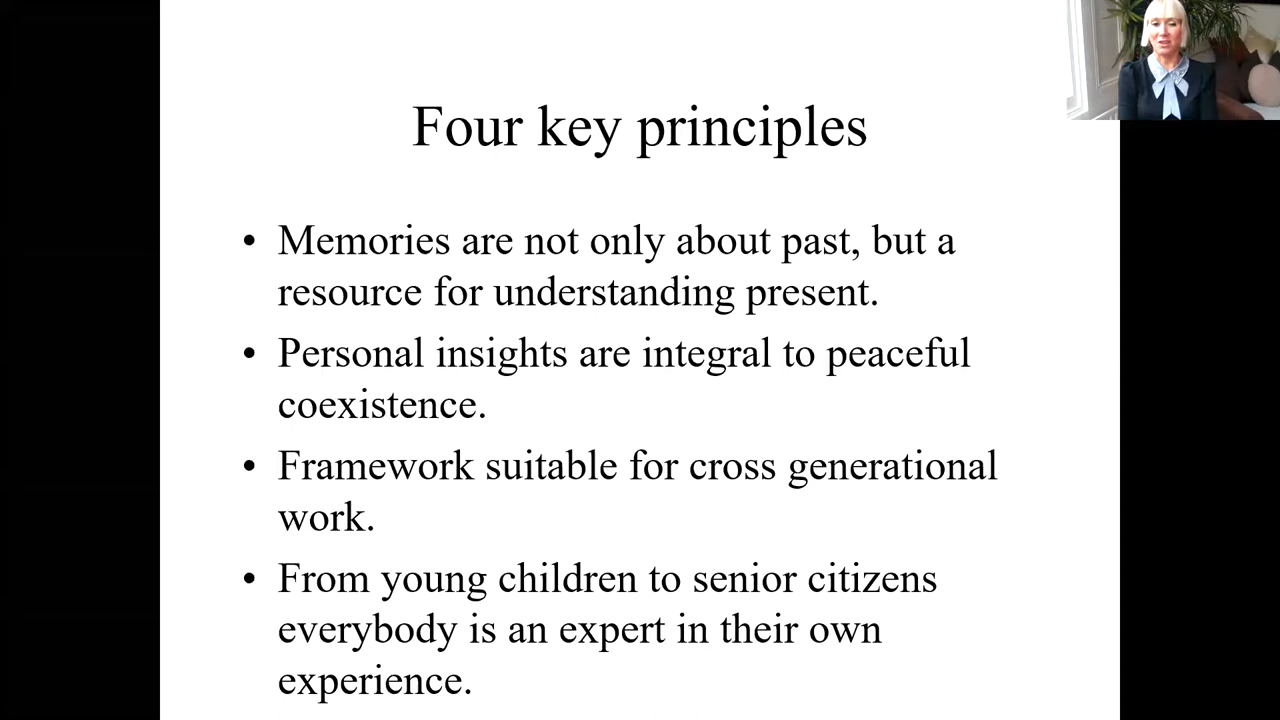 Four key principles
• Memories are not only about past, but a
resource for understanding present.
• Personal insights are integral to peaceful
coexistence.
• Framework suitable for cross generational
work.
• From young children to senior citizens
everybody is an expert in their own
experience.